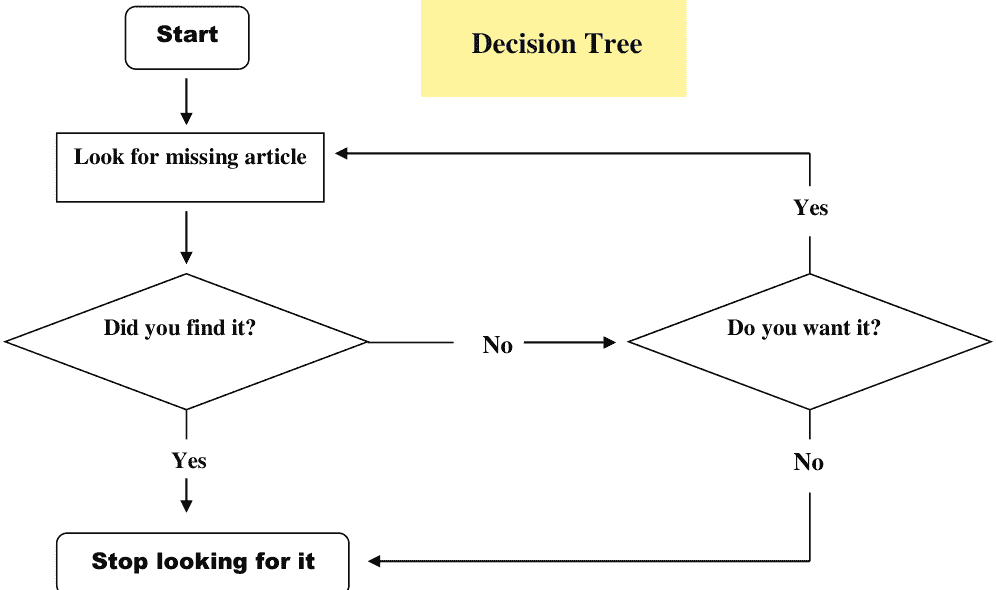 Start
Decision Tree
Look for missing article
Yes
Did you find it?
No
Do you want it?
Yes
No
Stop looking for it